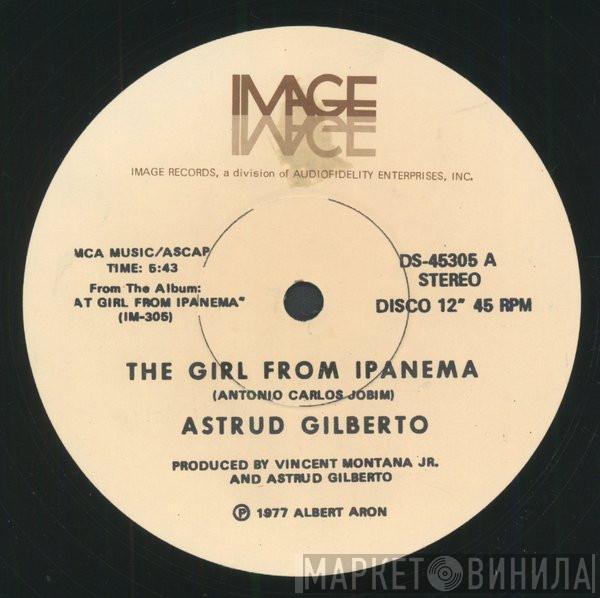 IMAGE
IMAGE RECORDS, a division of AUDIOFIDELITY ENTERPRISES, INC.
MCA MUSIC/ASCAP
TIME: 5:43
From The Album:
AT GIRL FROM IPANEMA"
(IM-305)
DS-45305 A
STEREO
DISCO 12" 45 RPM
THE GIRL FROM IPANEMA
(ANTONIO CARLOS JOBIM)
ASTRUD GILBERTO
PRODUCED BY VINCENT MONTANA JR.
AND ASTRUD GILBERTO
Ⓟ 1977 ALBERT ARON
МАРКЕТ ВИНИЛА